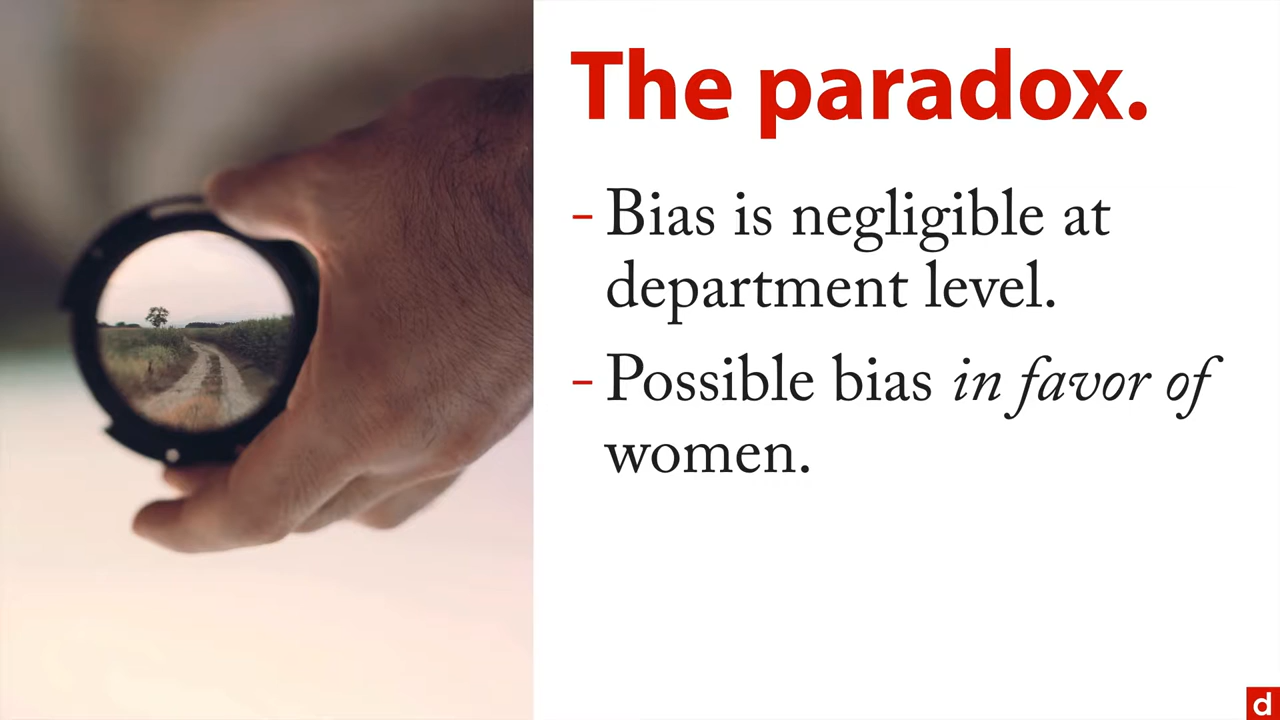 The paradox.
- Bias is negligible at
department level.
- Possible bias in favor of
women.
d